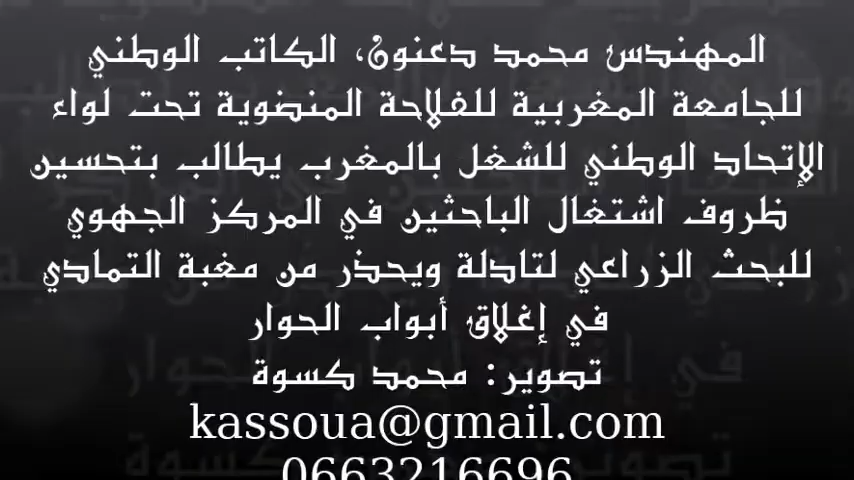 المهندس محمد دعنون، الكاتب الوطني
للجامعة المغربية للفلاحة المنضوية تحت لواء
الإتحاد الوطني للشغل بالمغرب يطالب بتحسين
ظروف اشتغال الباحثين في المركز الجهوي
للبحث الزراعي لتادلة ويحذر من مغبة التمادي
في إغلاق أبواب الحوار
تصوير: محمد كسوة
kassoua@gmail.com
0663216696